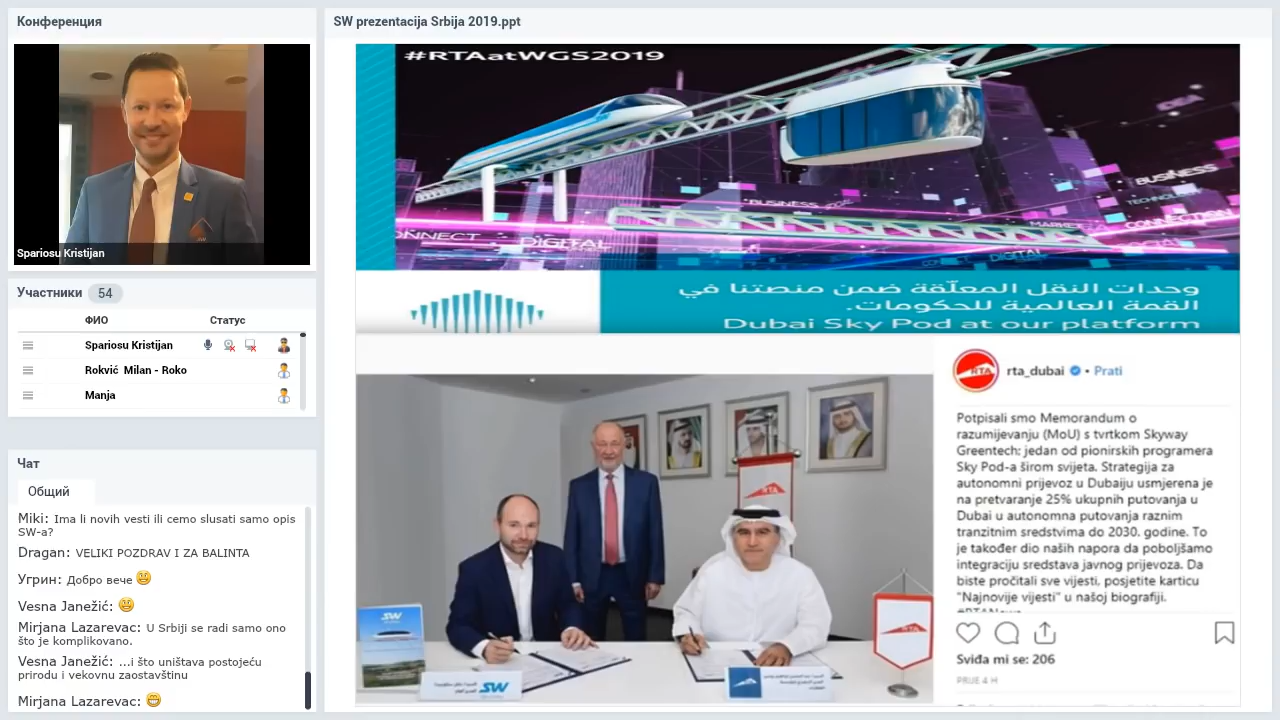 Конференция
Spariosu Kristijan
Участники 54
ФИО Статус
Spariosu Kristijan
Rokvić Milan - Roko
Manja
Чат
Общий
Miki: Ima li novih vesti ili cemo slusati samo opis
SW-a?
Dragan: VELIKI POZDRAV I ZA BALINTA
Угрин: Добро вече
Vesna Janežić:
Mirjana Lazarevac: U Srbiji se radi samo ono
što je komplikovano.
Vesna Janežić: ...i što uništava postojeću
prirodu i vekovnu zaostavštinu
Mirjana Lazarevac:
SW prezentacija Srbija 2019.ppt
#RTAatWGS2019
BUSINESS
BUSINESS
CONNECTION
MARKET
CONNECT
DIGITAL
وحدات النقل المعلّقة ضمن منصتنا في
القمة العالمية للحكومات.
Dubai Sky Pod at our platform
RTA
SW
SW
RTA
rta_dubai • Prati
Potpisali smo Memorandum o
razumijevanju (MoU) s tvrtkom Skyway
Greentech; jedan od pionirskih programera
Sky Pod-a širom svijeta. Strategija za
autonomni prijevoz u Dubaiju usmjerena je
na pretvaranje 25% ukupnih putovanja u
Dubai u autonomna putovanja raznim
tranzitnim sredstvima do 2030. godine. To
je također dio naših napora da poboljšamo
integraciju sredstava javnog prijevoza. Da
biste pročitali sve vijesti, posjetite karticu
"Najnovije vijesti" u našoj biografiji.
Sviđa mi se: 206
PRIJE 4 H